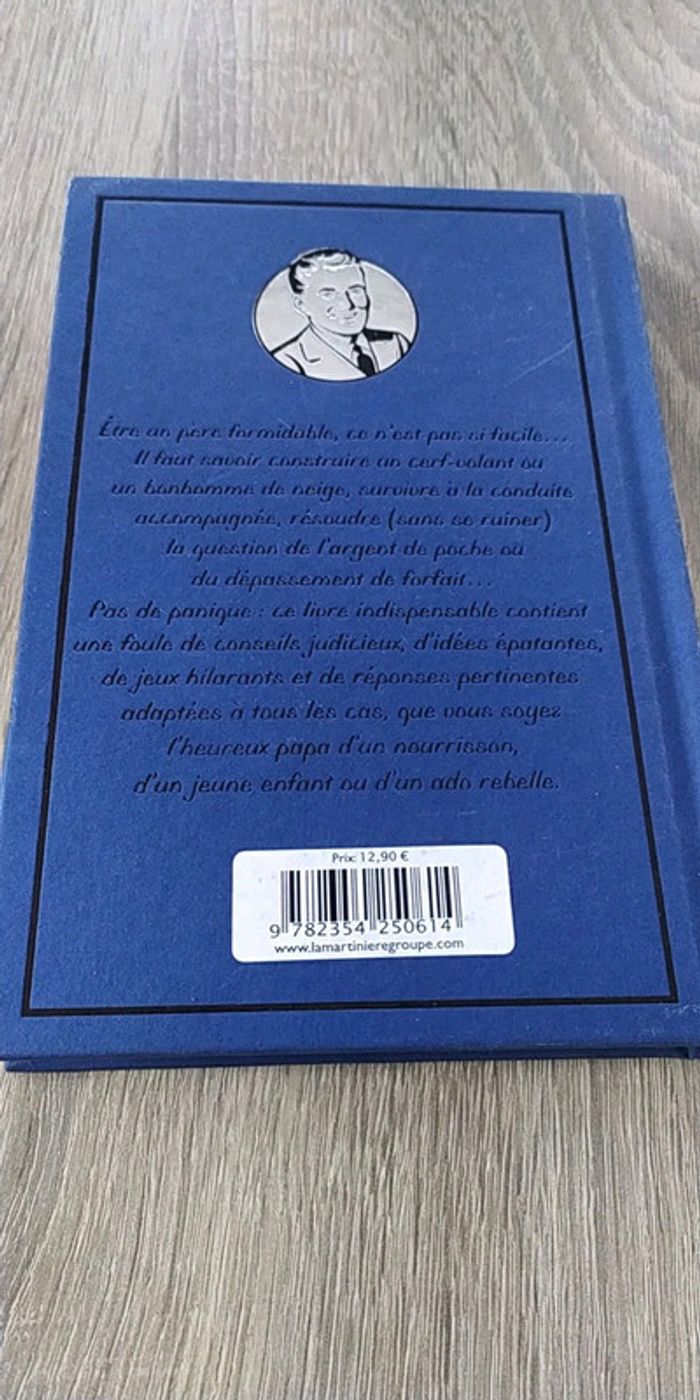 Être un père formidable, ce n'est pas si facile...
Il faut savoir construire un cerf-volant ou
un bonhomme de neige, survivre à la conduite
accompagnée, résoudre (sans se ruiner)
la question de l'argent de poche ou
du dépassement de forfait...
Pas de panique : ce livre indispensable contient
une foule de conseils judicieux, d'idées épatantes,
de jeux hilarants et de réponses pertinentes
adaptées à tous les cas, que vous soyez
l'heureux papa d'un nourrisson,
d'un jeune enfant ou d'un ado rebelle.
Prix: 12,90 €
9 782354 250614
www.lamartinieregroupe.com